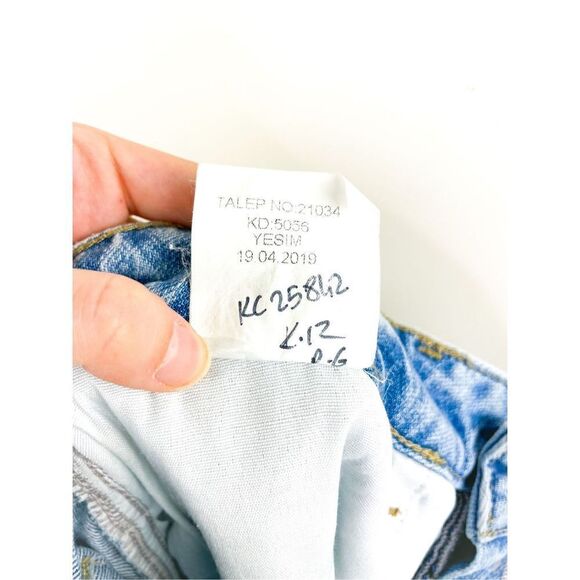 TALEP NO:21034
KD:5056
YESIM
19 04.2019
KC25842
K.12